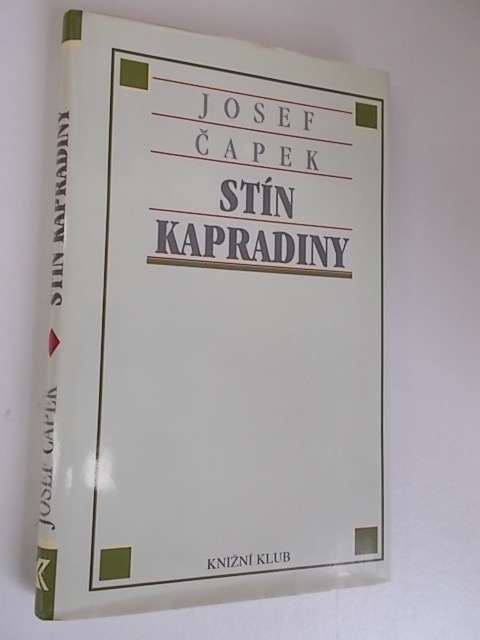 JOSEF
ČAPEK
STÍN
KAPRADINY
KNIŽNÍ KLUB
JOSEF ČAPEK ♦ STÍN KAPRADINY
K